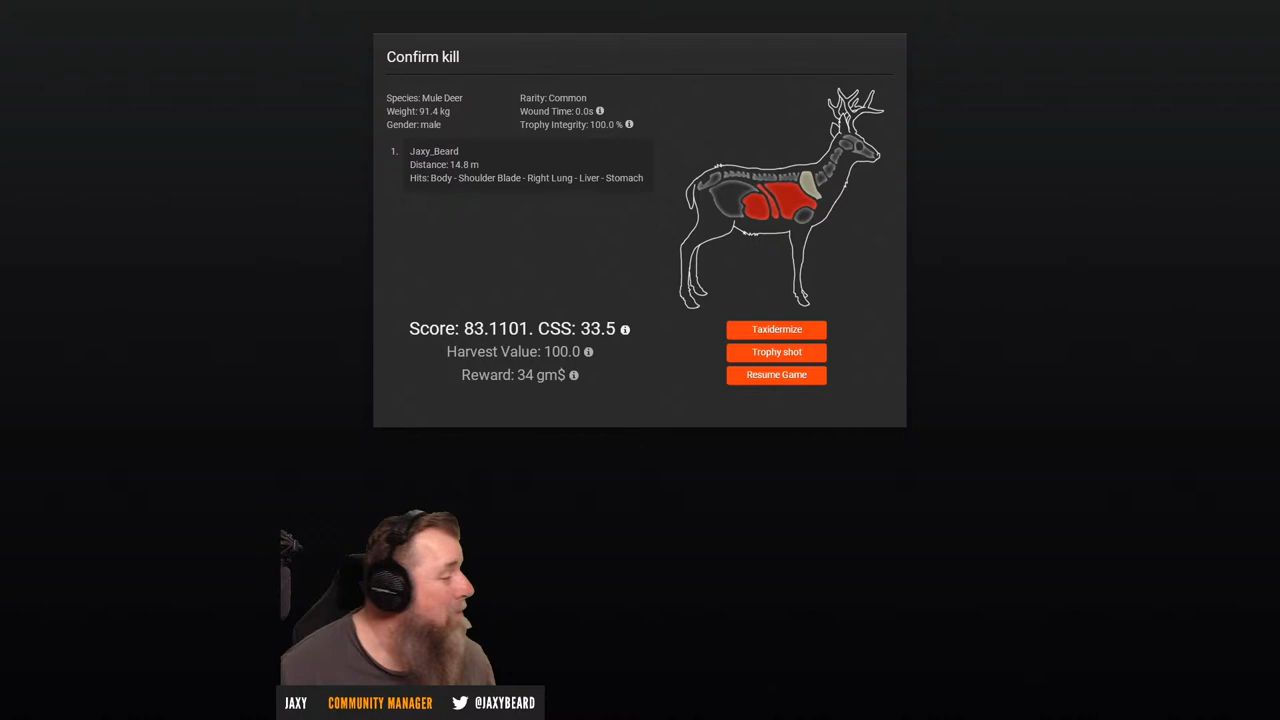 Confirm kill
Species: Mule Deer
Weight: 91.4 kg
Gender: male
Rarity: Common
Wound Time: 0.0s
Trophy Integrity: 100.0 %
1. Jaxy_Beard
Distance: 14.8 m
Hits: Body - Shoulder Blade - Right Lung - Liver - Stomach
Score: 83.1101. CSS: 33.5
Harvest Value: 100.0
Reward: 34 gm$
Taxidermize
Trophy shot
Resume Game
JAXY COMMUNITY MANAGER @JAXYBEARD